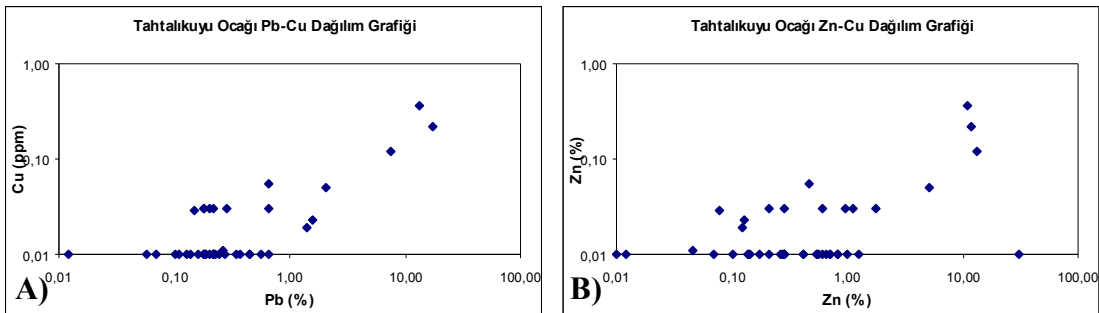 Tahtalıkuyu Ocağı Pb-Cu Dağılım Grafiği
1,00
0,10
0,01
Cu (ppm)
0,01 0,10 1,00 10,00 100,00
Pb (%)
A)
Tahtalıkuyu Ocağı Zn-Cu Dağılım Grafiği
1,00
0,10
0,01
Zn (%)
0,01 0,10 1,00 10,00 100,00
Zn (%)
B)